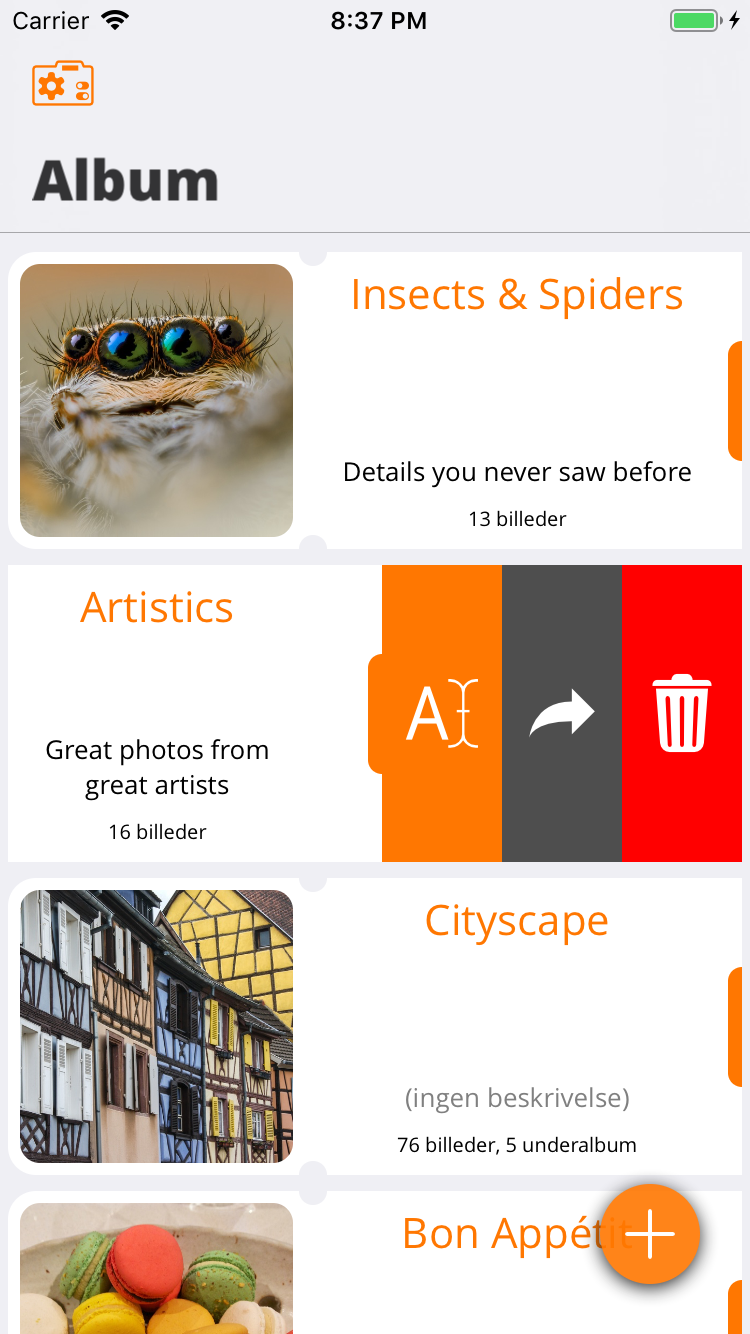 Carrier 8:37 PM
Album
Insects & Spiders
Details you never saw before
13 billeder
Artistics
Great photos from
great artists
16 billeder
A
Cityscape
(ingen beskrivelse)
76 billeder, 5 underalbum
Bon Appétit